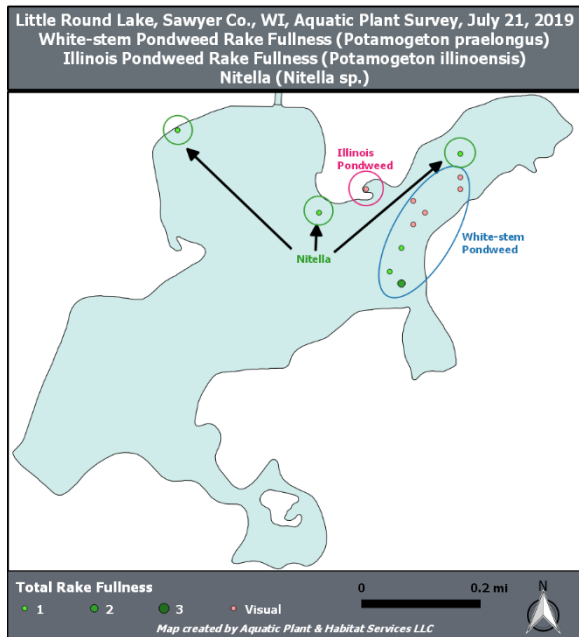 Little Round Lake, Sawyer Co., WI, Aquatic Plant Survey, July 21, 2019
White-stem Pondweed Rake Fullness (Potamogeton praelongus)
Illinois Pondweed Rake Fullness (Potamogeton illinoensis)
Nitella (Nitella sp.)
Illinois
Pondweed
White-stem
Pondweed
Nitella
Total Rake Fullness
1 2 3 Visual
0 0.2 mi
N
Map created by Aquatic Plant & Habitat Services LLC